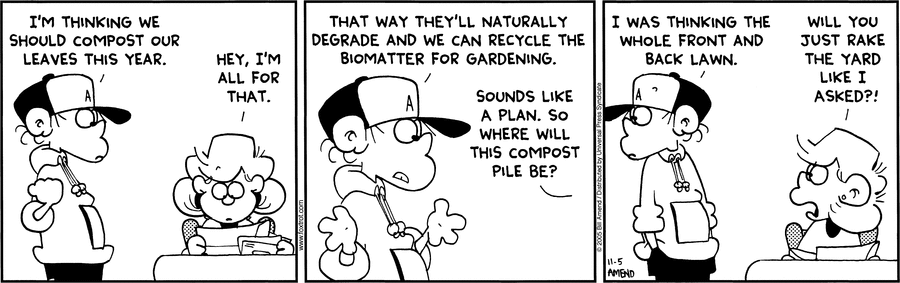 I'M THINKING WE
SHOULD COMPOST OUR
LEAVES THIS YEAR.
HEY, I'M
ALL FOR
THAT.
A
www.foxtrot.com
THAT WAY THEY'LL NATURALLY
DEGRADE AND WE CAN RECYCLE THE
BIOMATTER FOR GARDENING.
SOUNDS LIKE
A PLAN. SO
WHERE WILL
THIS COMPOST
PILE BE?
A
© 2005 Bill Amend / Distributed by Universal Press Syndicate
I WAS THINKING THE
WHOLE FRONT AND
BACK LAWN.
WILL YOU
JUST RAKE
THE YARD
LIKE I
ASKED?!
A
11-5
AMEND